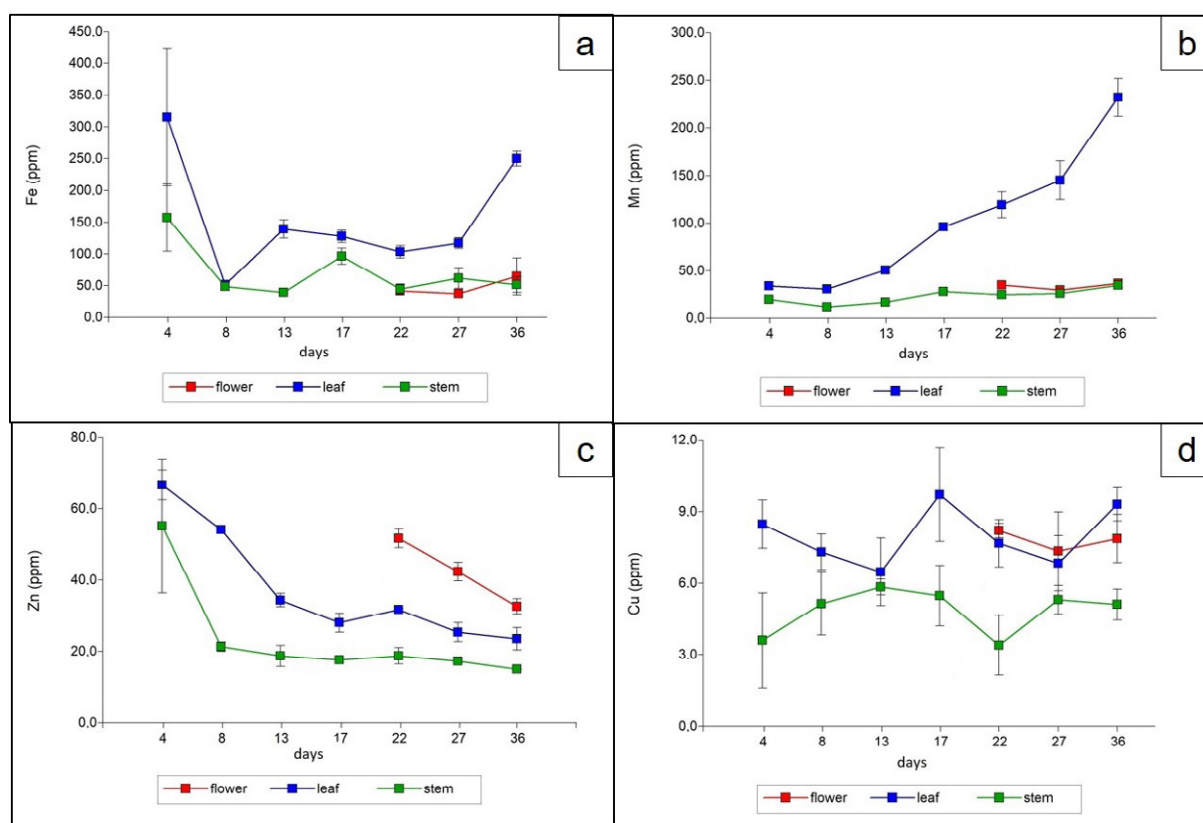 a
Fe (ppm)
450.0
400.0
350.0
300.0
250.0
200.0
150.0
100.0
50.0
0.0
4 8 13 17 22 27 36
days
flower leaf stem
b
Mn (ppm)
300.0
250.0
200.0
150.0
100.0
50.0
0.0
4 8 13 17 22 27 36
days
flower leaf stem
c
Zn (ppm)
80.0
60.0
40.0
20.0
0.0
4 8 13 17 22 27 36
days
flower leaf stem
d
Cu (ppm)
12.0
9.0
6.0
3.0
0.0
4 8 13 17 22 27 36
days
flower leaf stem